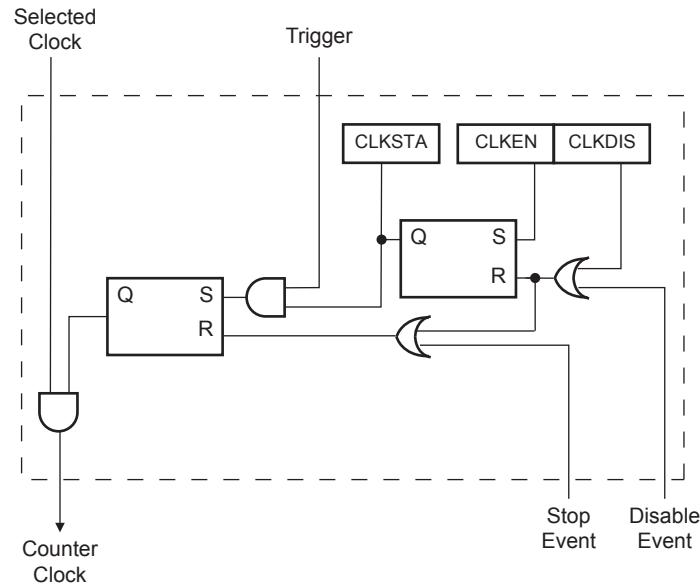 Selected
Clock
Trigger
CLKSTA
CLKEN
CLKDIS
Q
S
R
Q
S
R
Stop
Event
Disable
Event
Counter
Clock